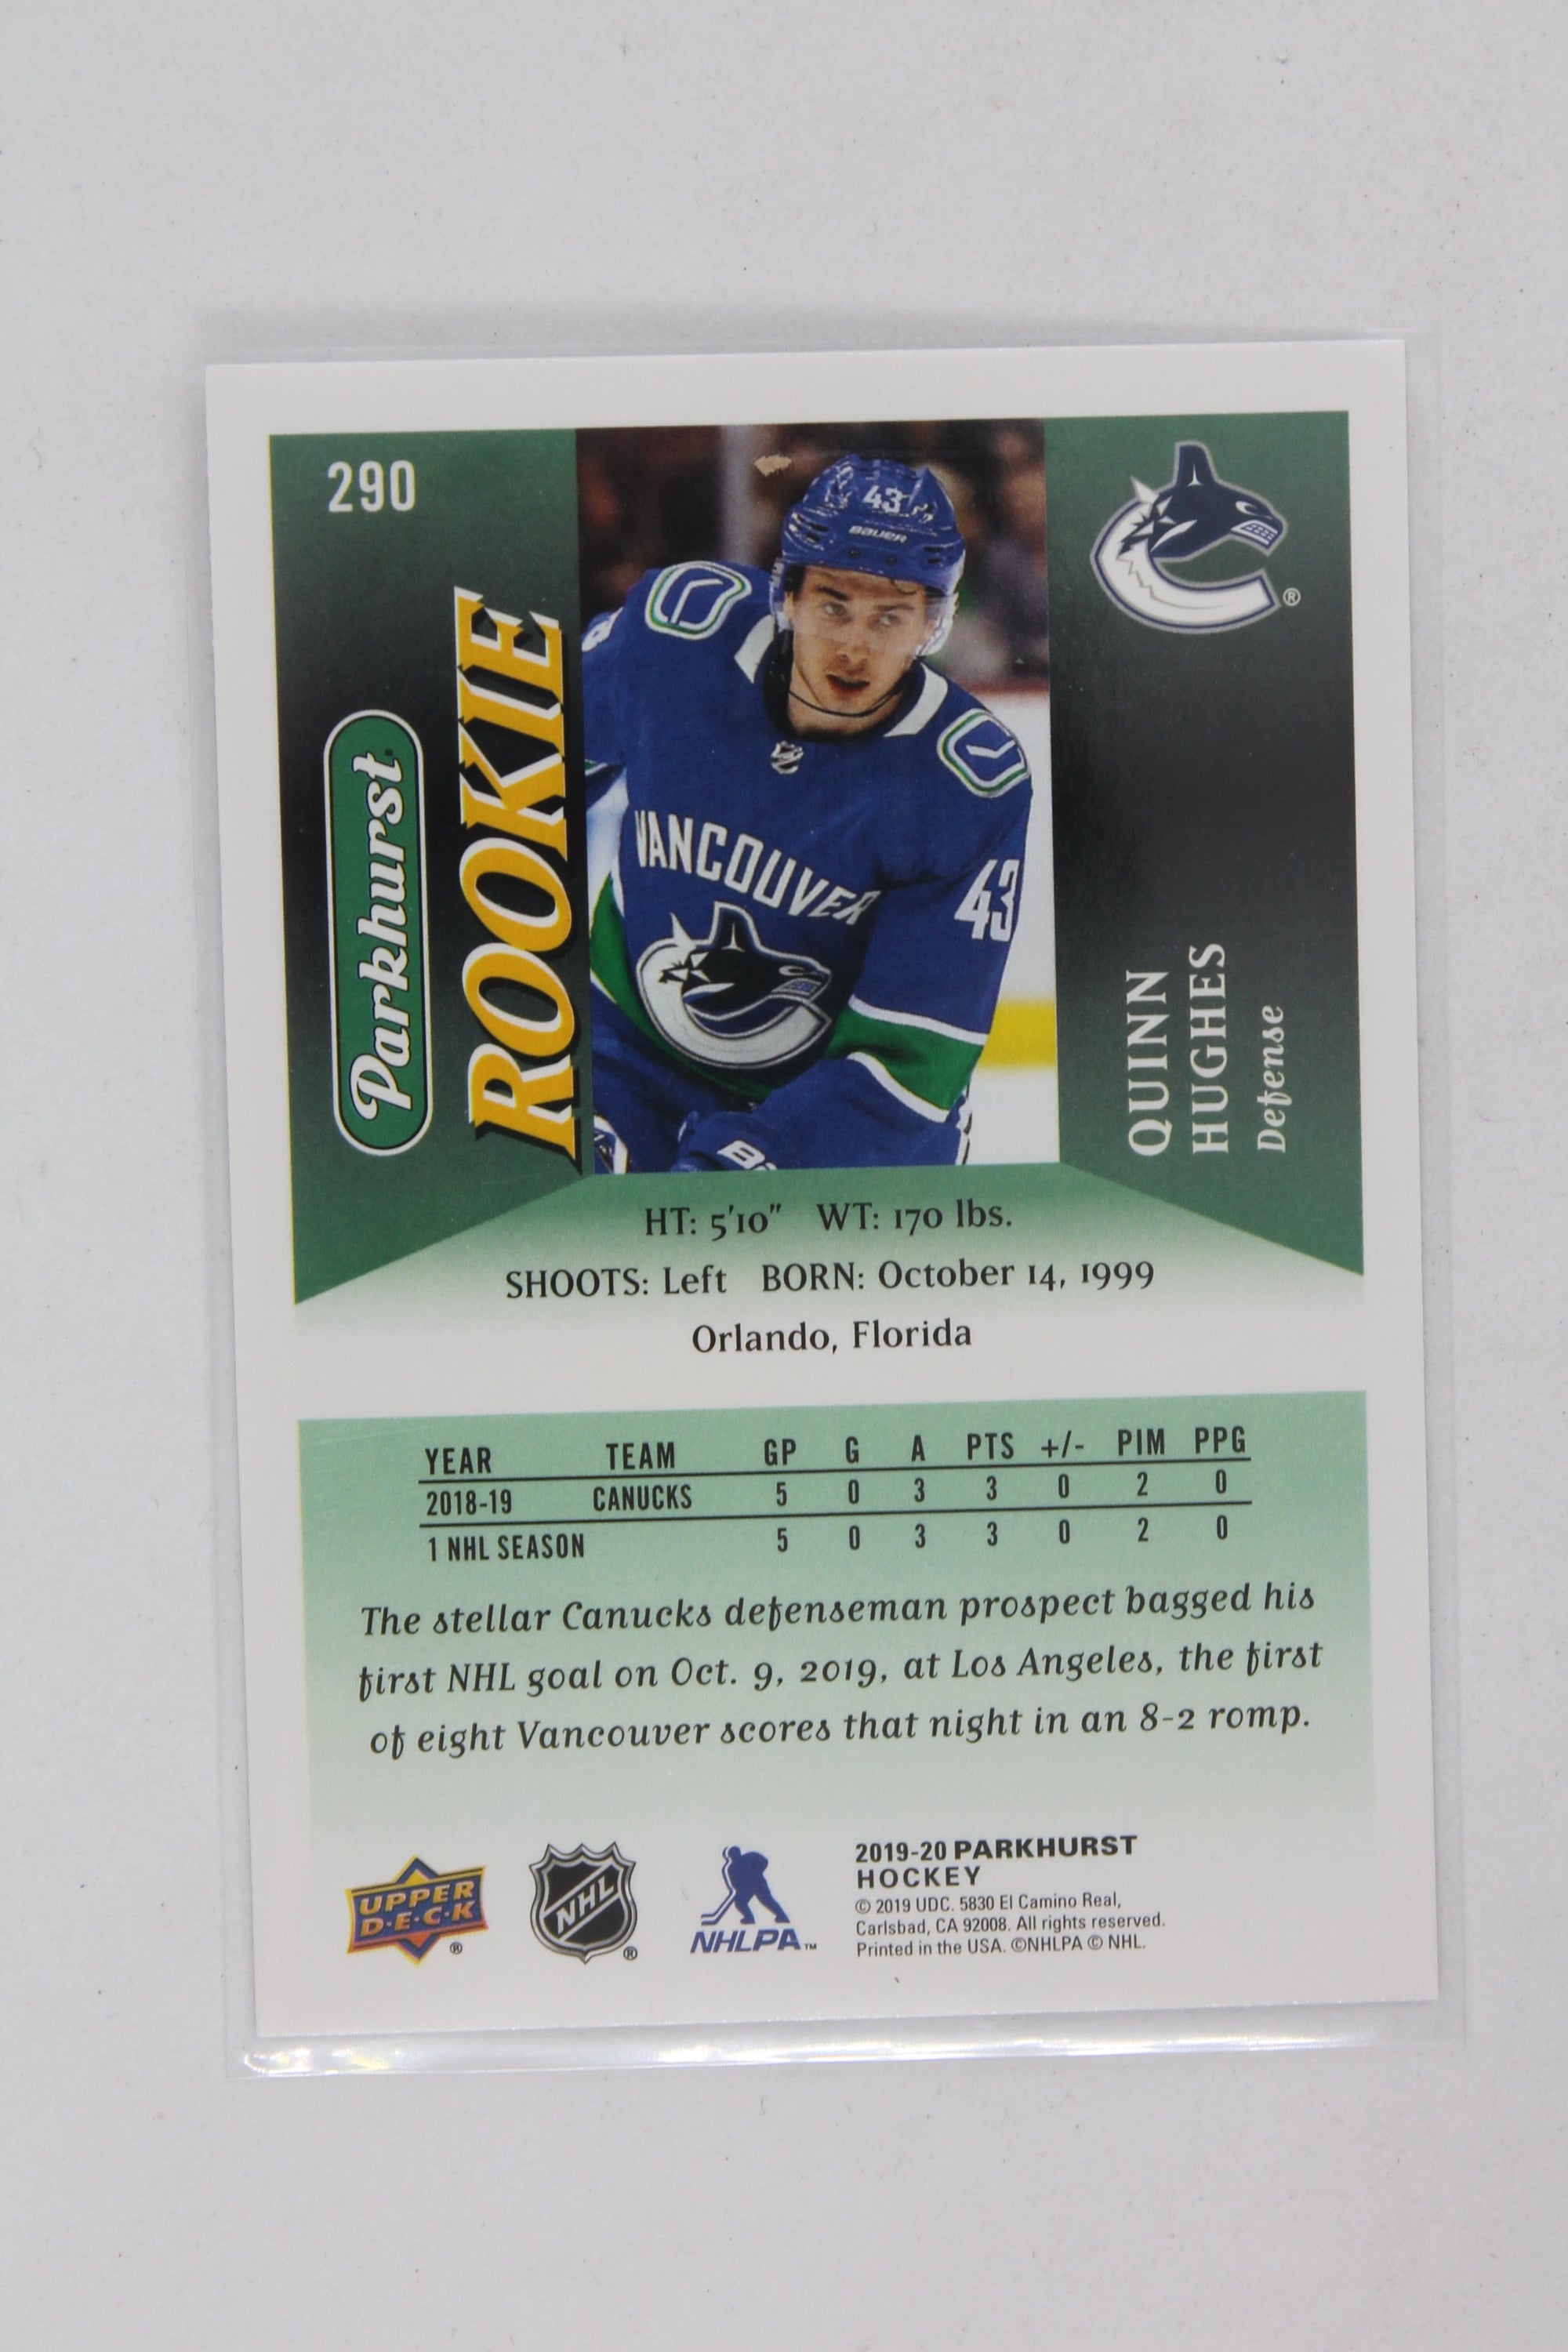 290
Parkhurst
ROOKIE
43
BAUER
VANCOUVER
43
®
QUINN
HUGHES
Defense
HT: 5'10" WT: 170 lbs.
SHOOTS: Left BORN: October 14, 1999
Orlando, Florida
YEAR TEAM GP G A PTS +/- PIM PPG
2018-19 CANUCKS 5 0 3 3 0 2 0
1 NHL SEASON 5 0 3 3 0 2 0
The stellar Canucks defenseman prospect bagged his
first NHL goal on Oct. 9, 2019, at Los Angeles, the first
of eight Vancouver scores that night in an 8-2 romp.
UPPER
D·E·C·K
®
NHL
®
NHLPA™
2019-20 PARKHURST
HOCKEY
© 2019 UDC. 5830 El Camino Real,
Carlsbad, CA 92008. All rights reserved.
Printed in the USA. ©NHLPA © NHL.